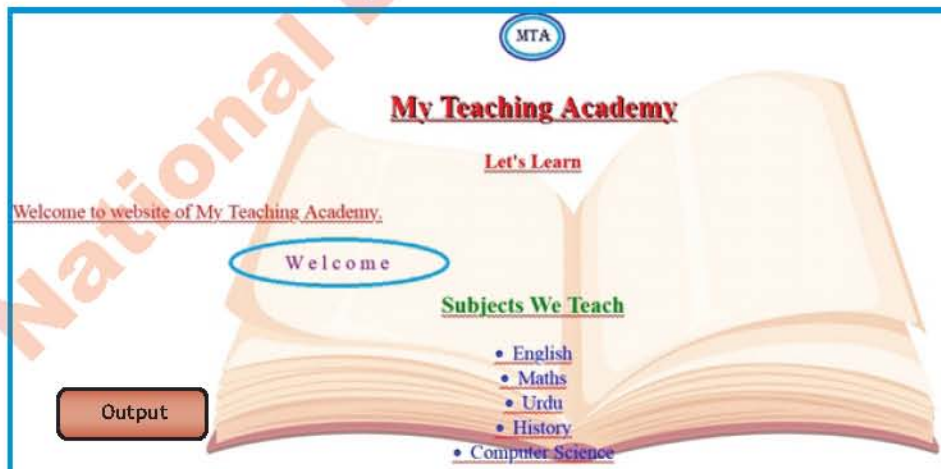 MTA
My Teaching Academy
Let's Learn
Welcome to website of My Teaching Academy.
Welcome
Subjects We Teach
• English
• Maths
• Urdu
• History
• Computer Science
Output
National